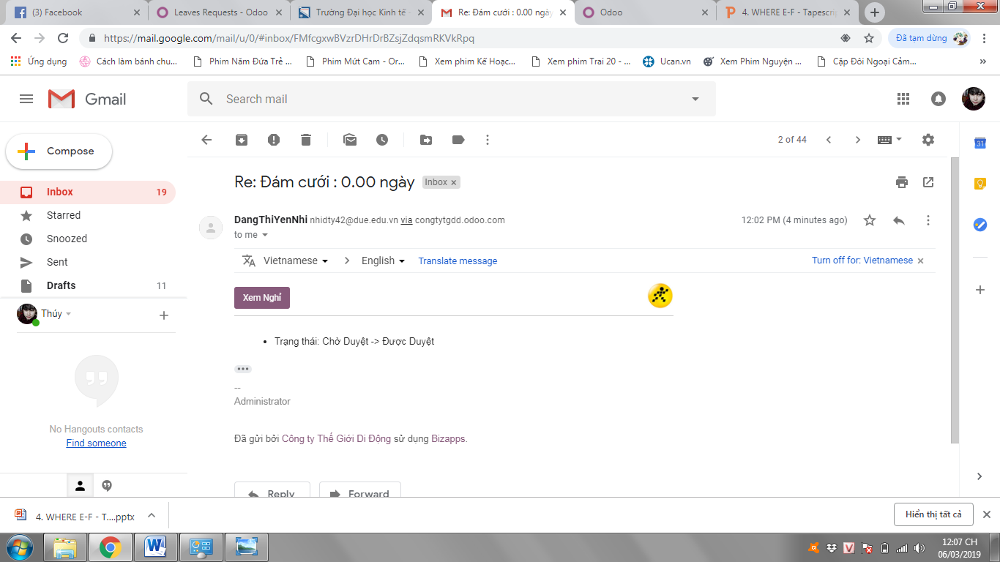 (3) Facebook
Leaves Requests - Odoo
Trường Đại học Kinh tế -
Re: Đám cưới : 0.00 ngày
Odoo
4. WHERE E-F - Tapescrip
https://mail.google.com/mail/u/0/#inbox/FMfcgxwBVzrDHrDrBZsjZdqsmRKVkRpq
Đã tạm dừng
Ứng dụng
Cách làm bánh chu...
Phim Năm Đứa Trẻ ...
Phim Mứt Cam - Or...
Xem phim Kế Hoạc...
Xem phim Trai 20 - ...
Ucan.vn
Xem Phim Nguyện ...
Cặp Đôi Ngoại Cảm...
»
Gmail
Search mail
Compose
2 of 44
31
Inbox 19
Starred
Snoozed
Sent
Drafts 11
Thúy
No Hangouts contacts
Find someone
Re: Đám cưới : 0.00 ngày
Inbox x
DangThiYenNhi nhidty42@due.edu.vn via congtytgdd.odoo.com
12:02 PM (4 minutes ago)
to me
Vietnamese > English Translate message
Turn off for: Vietnamese x
Xem Nghỉ
• Trạng thái: Chờ Duyệt -> Được Duyệt
•••
--
Administrator
Đã gửi bởi Công ty Thế Giới Di Động sử dụng Bizapps.
Reply
Forward
4. WHERE E-F - T....pptx
Hiển thị tất cả
12:07 CH
06/03/2019